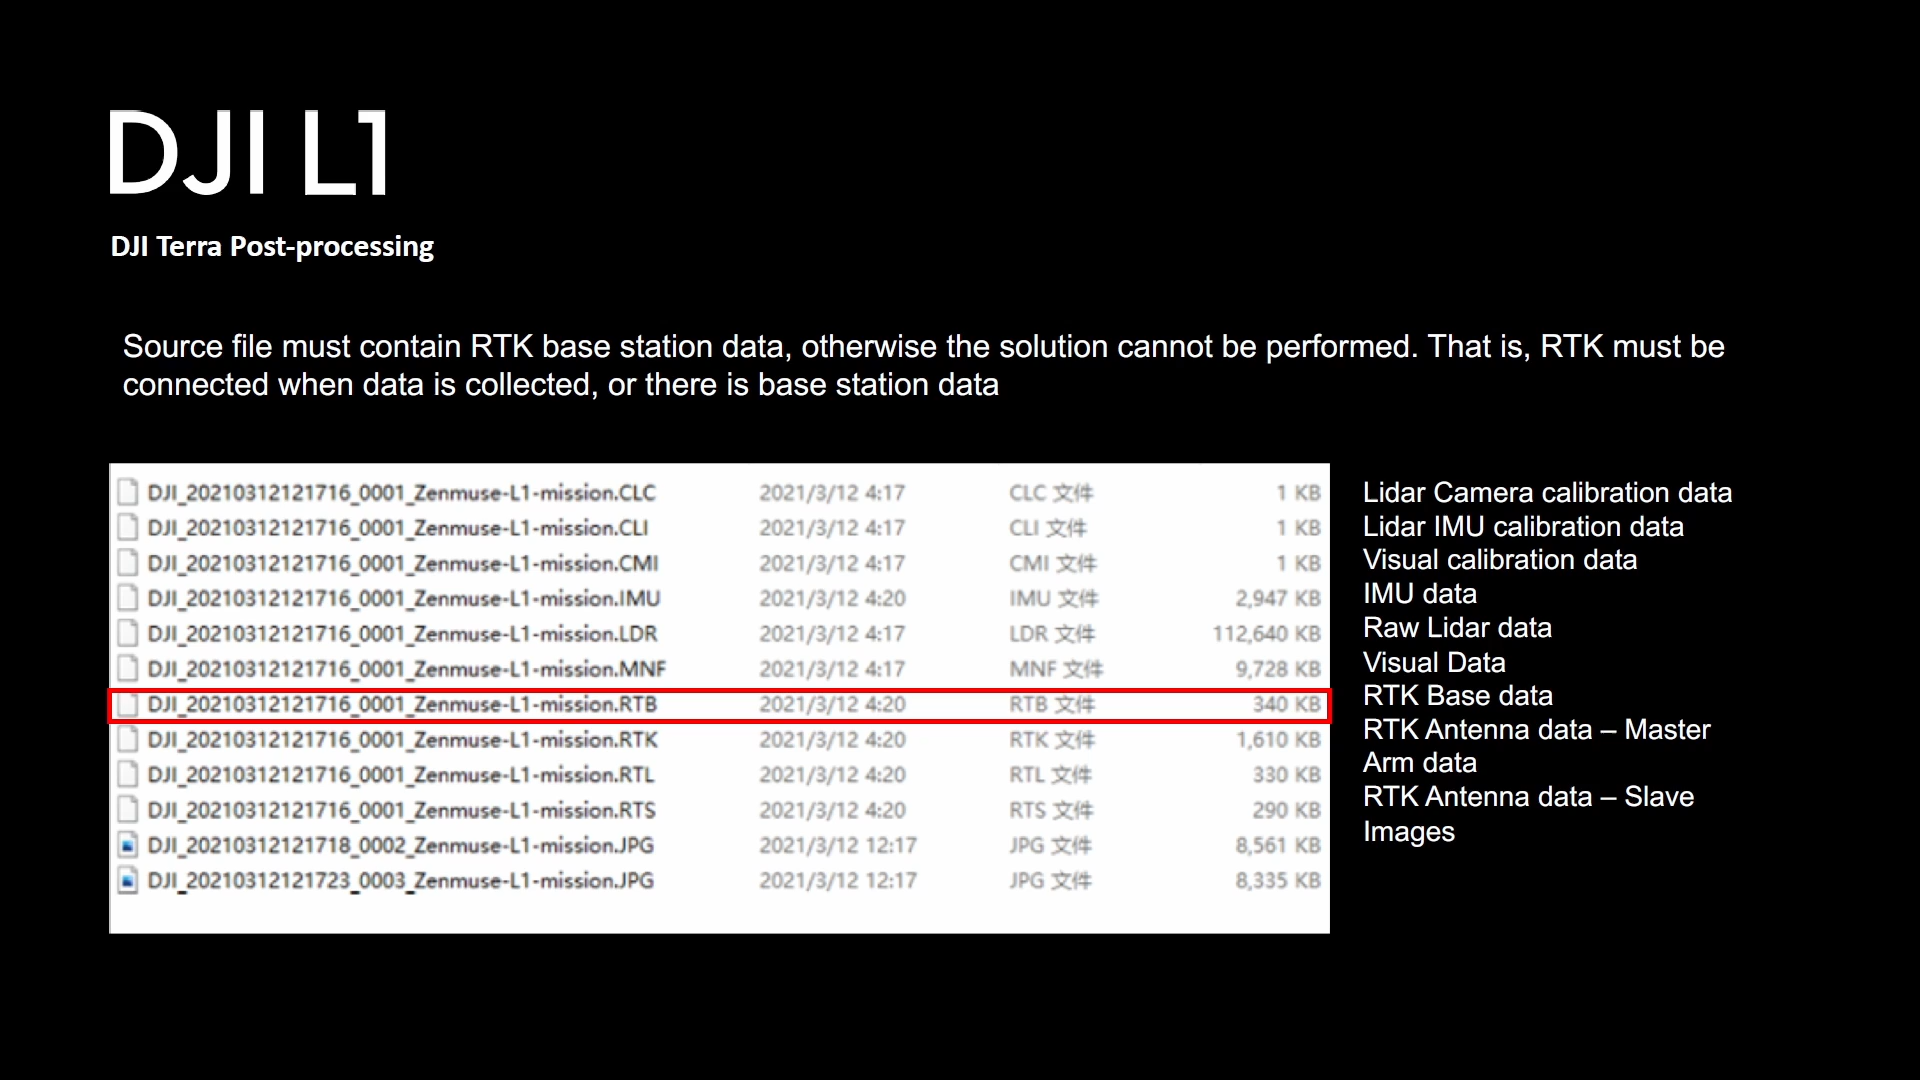 DJI L1
DJI Terra Post-processing
Source file must contain RTK base station data, otherwise the solution cannot be performed. That is, RTK must be
connected when data is collected, or there is base station data
DJI_20210312121716_0001_Zenmuse-L1-mission.CLC 2021/3/12 4:17 CLC 文件 1 KB Lidar Camera calibration data
DJI_20210312121716_0001_Zenmuse-L1-mission.CLI 2021/3/12 4:17 CLI 文件 1 KB Lidar IMU calibration data
DJI_20210312121716_0001_Zenmuse-L1-mission.CMI 2021/3/12 4:17 CMI 文件 1 KB Visual calibration data
DJI_20210312121716_0001_Zenmuse-L1-mission.IMU 2021/3/12 4:20 IMU 文件 2,947 KB IMU data
DJI_20210312121716_0001_Zenmuse-L1-mission.LDR 2021/3/12 4:17 LDR 文件 112,640 KB Raw Lidar data
DJI_20210312121716_0001_Zenmuse-L1-mission.MNF 2021/3/12 4:17 MNF 文件 9,728 KB Visual Data
DJI_20210312121716_0001_Zenmuse-L1-mission.RTB 2021/3/12 4:20 RTB 文件 340 KB RTK Base data
DJI_20210312121716_0001_Zenmuse-L1-mission.RTK 2021/3/12 4:20 RTK 文件 1,610 KB RTK Antenna data – Master
DJI_20210312121716_0001_Zenmuse-L1-mission.RTL 2021/3/12 4:20 RTL 文件 330 KB Arm data
DJI_20210312121716_0001_Zenmuse-L1-mission.RTS 2021/3/12 4:20 RTS 文件 290 KB RTK Antenna data – Slave
DJI_20210312121718_0002_Zenmuse-L1-mission.JPG 2021/3/12 12:17 JPG 文件 8,561 KB Images
DJI_20210312121723_0003_Zenmuse-L1-mission.JPG 2021/3/12 12:17 JPG 文件 8,335 KB